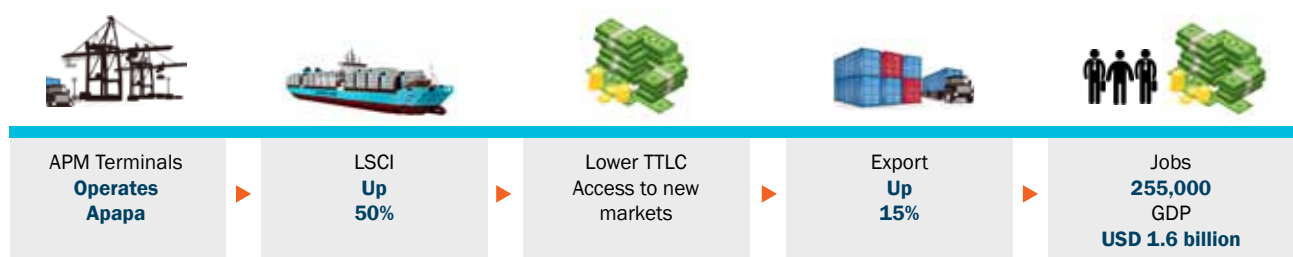 APM Terminals
Operates
Apapa
LSCI
Up
50%
Lower TTLC
Access to new
markets
Export
Up
15%
Jobs
255,000
GDP
USD 1.6 billion